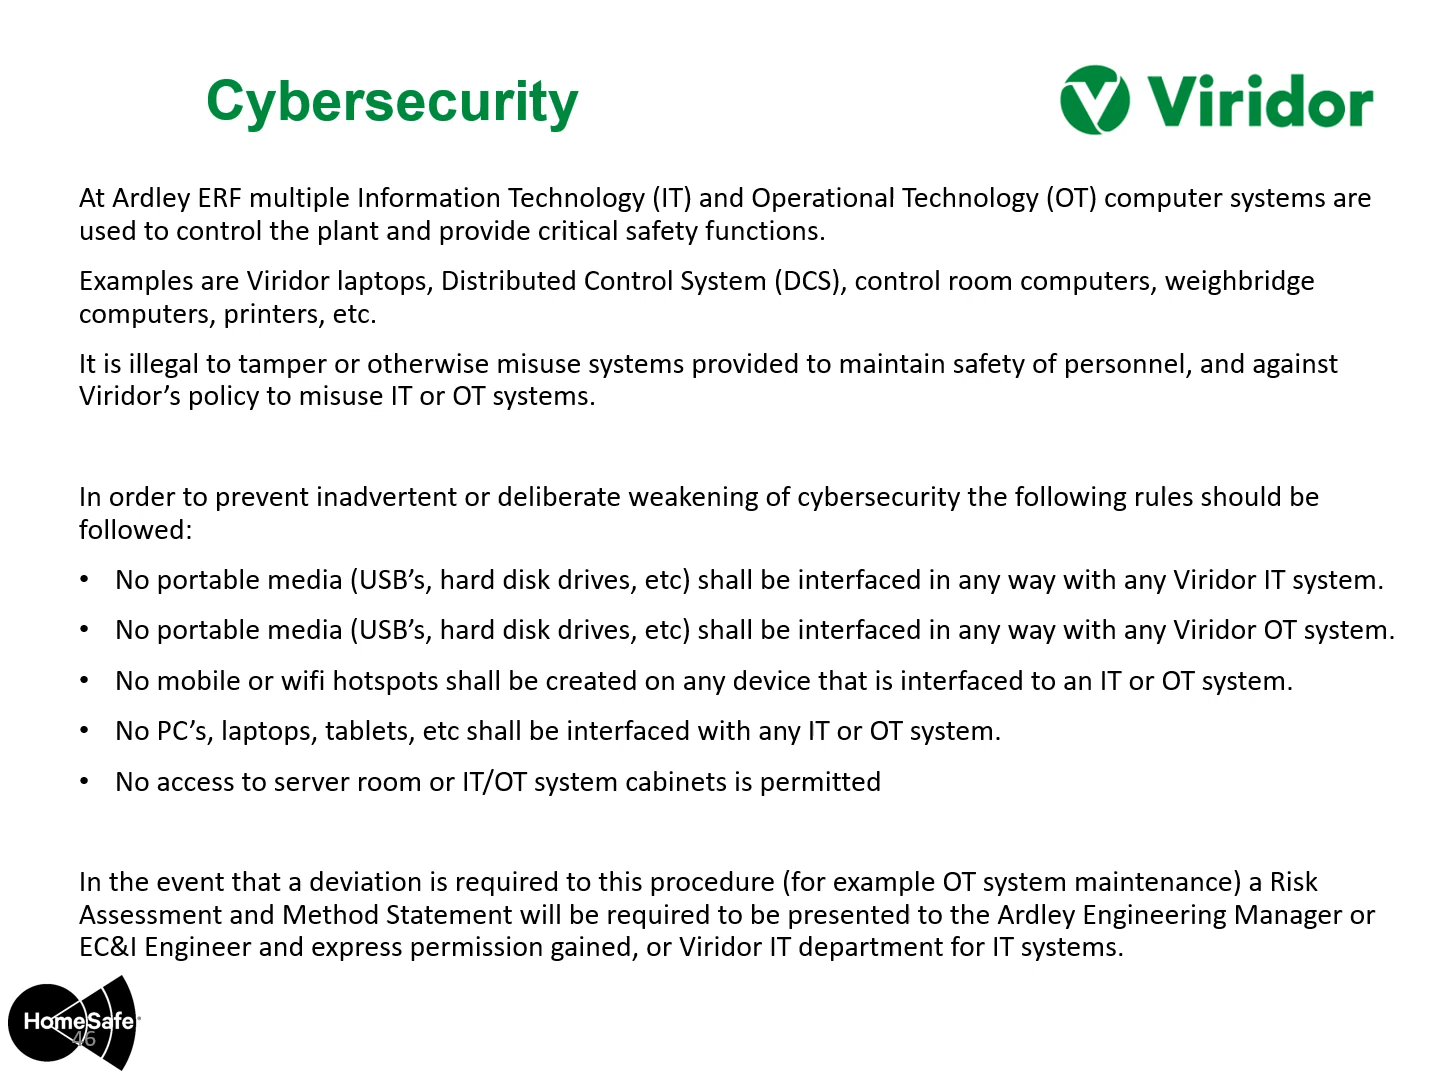 Cybersecurity
Viridor
At Ardley ERF multiple Information Technology (IT) and Operational Technology (OT) computer systems are
used to control the plant and provide critical safety functions.
Examples are Viridor laptops, Distributed Control System (DCS), control room computers, weighbridge
computers, printers, etc.
It is illegal to tamper or otherwise misuse systems provided to maintain safety of personnel, and against
Viridor’s policy to misuse IT or OT systems.
In order to prevent inadvertent or deliberate weakening of cybersecurity the following rules should be
followed:
• No portable media (USB’s, hard disk drives, etc) shall be interfaced in any way with any Viridor IT system.
• No portable media (USB’s, hard disk drives, etc) shall be interfaced in any way with any Viridor OT system.
• No mobile or wifi hotspots shall be created on any device that is interfaced to an IT or OT system.
• No PC’s, laptops, tablets, etc shall be interfaced with any IT or OT system.
• No access to server room or IT/OT system cabinets is permitted
In the event that a deviation is required to this procedure (for example OT system maintenance) a Risk
Assessment and Method Statement will be required to be presented to the Ardley Engineering Manager or
EC&I Engineer and express permission gained, or Viridor IT department for IT systems.
HomeSafe
46